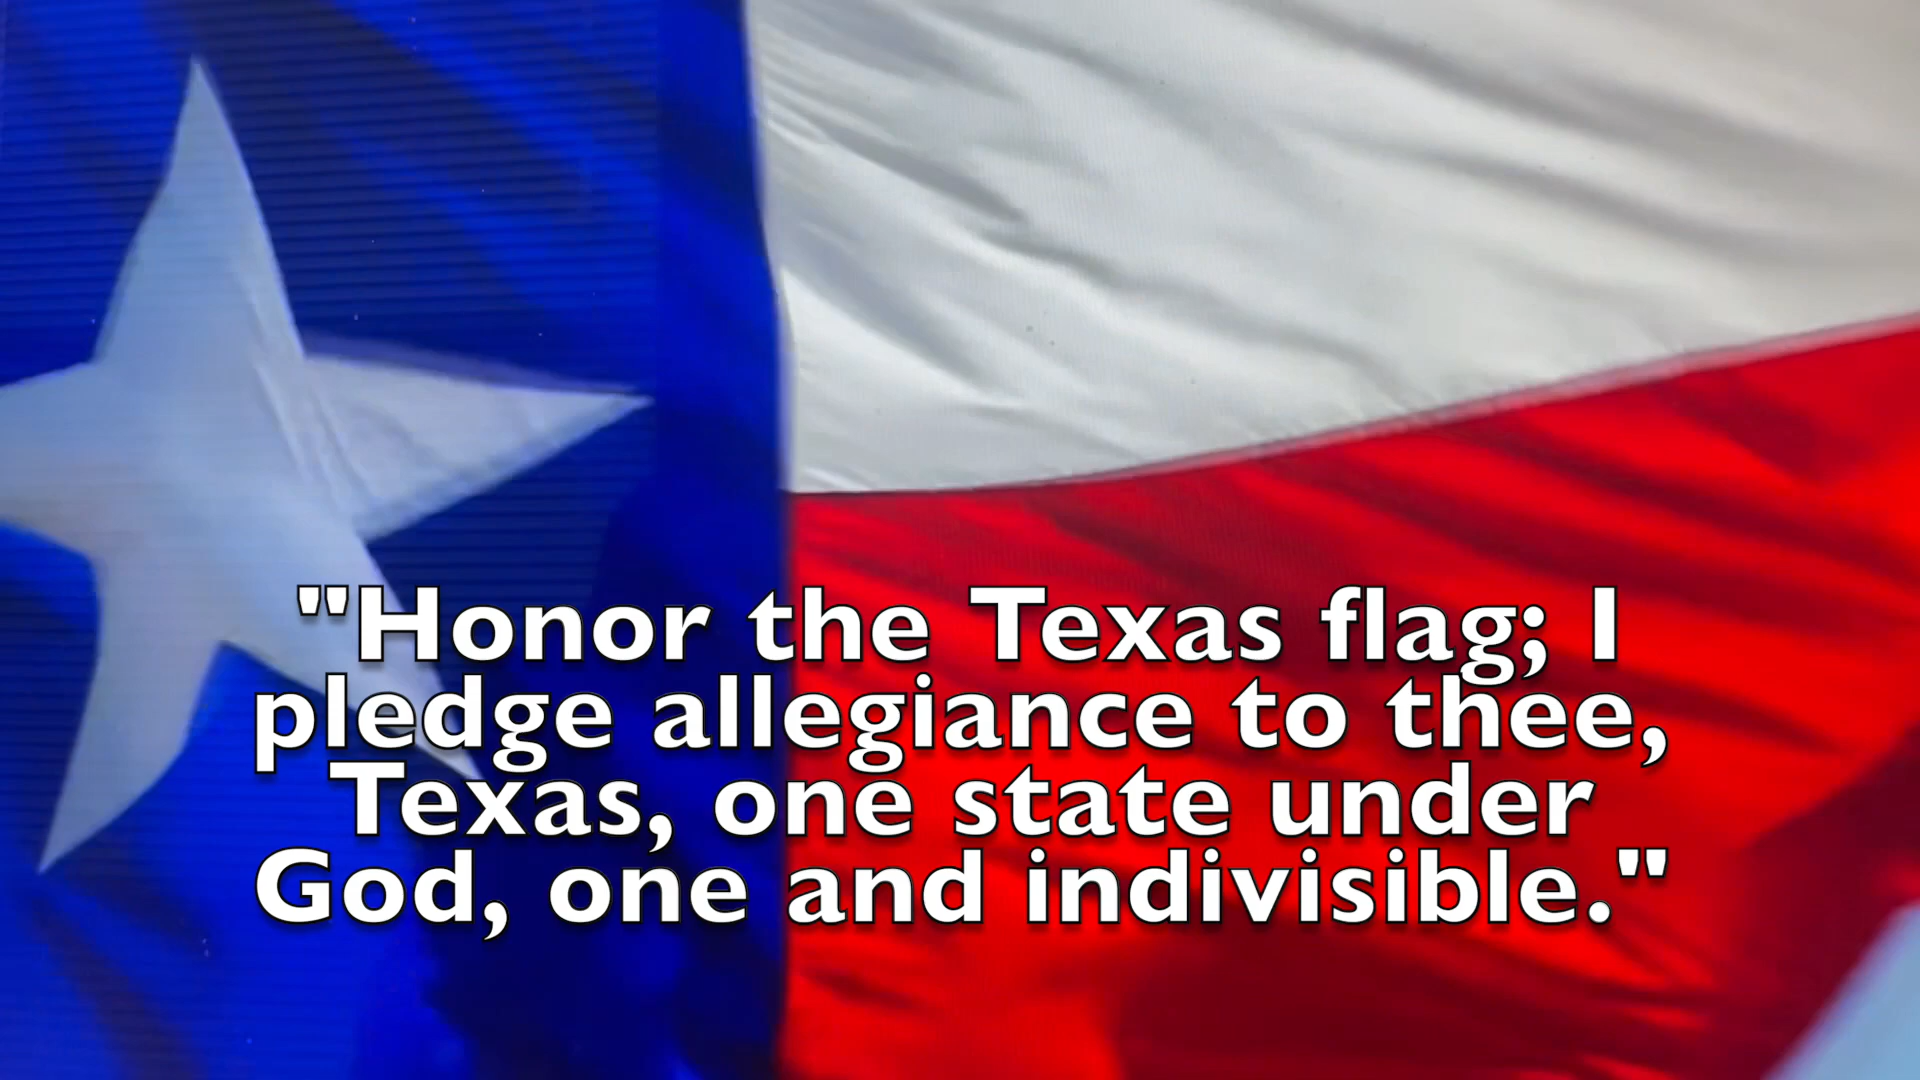 "Honor the Texas flag; I
pledge allegiance to thee,
Texas, one state under
God, one and indivisible."